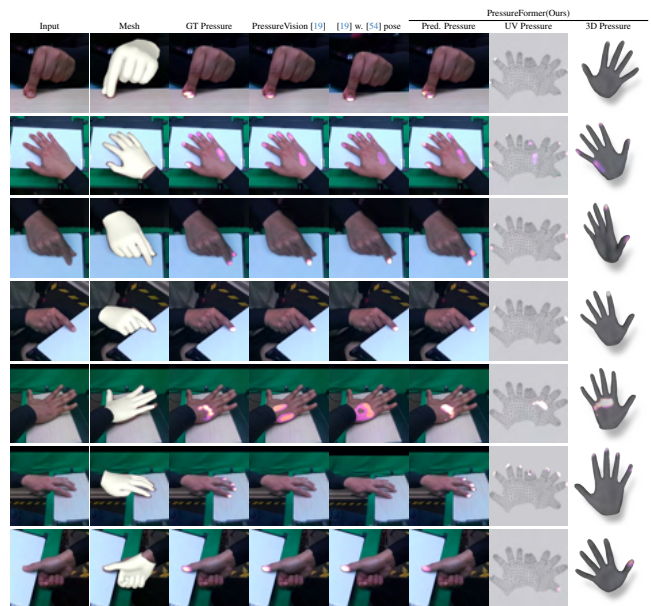 PressureFormer(Ours)
Input Mesh GT Pressure PressureVision [19] [19] w. [54] pose Pred. Pressure UV Pressure 3D Pressure